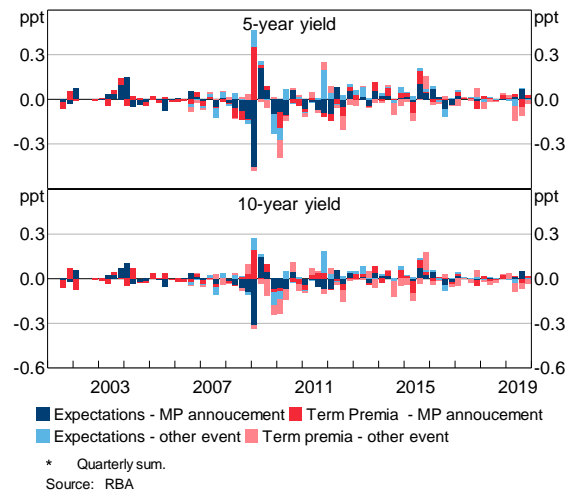 ppt
5-year yield
ppt
0.3
0.3
0.0
0.0
-0.3
-0.3
ppt
10-year yield
ppt
0.3
0.3
0.0
0.0
-0.3
-0.3
-0.6
-0.6
2003
2007
2011
2015
2019
Expectations - MP annoucement
Term Premia - MP annoucement
Expectations - other event
Term premia - other event
* Quarterly sum.
Source: RBA